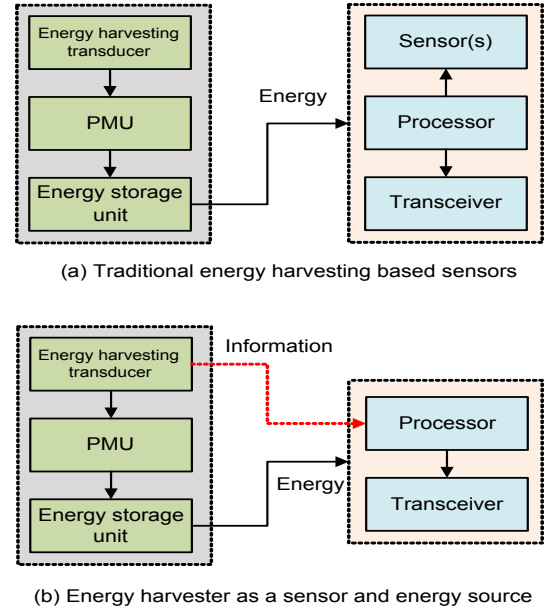 Energy harvesting
transducer
PMU
Energy storage
unit
Energy
Sensor(s)
Processor
Transceiver
(a) Traditional energy harvesting based sensors
Energy harvesting
transducer
PMU
Energy storage
unit
Information
Energy
Processor
Transceiver
(b) Energy harvester as a sensor and energy source